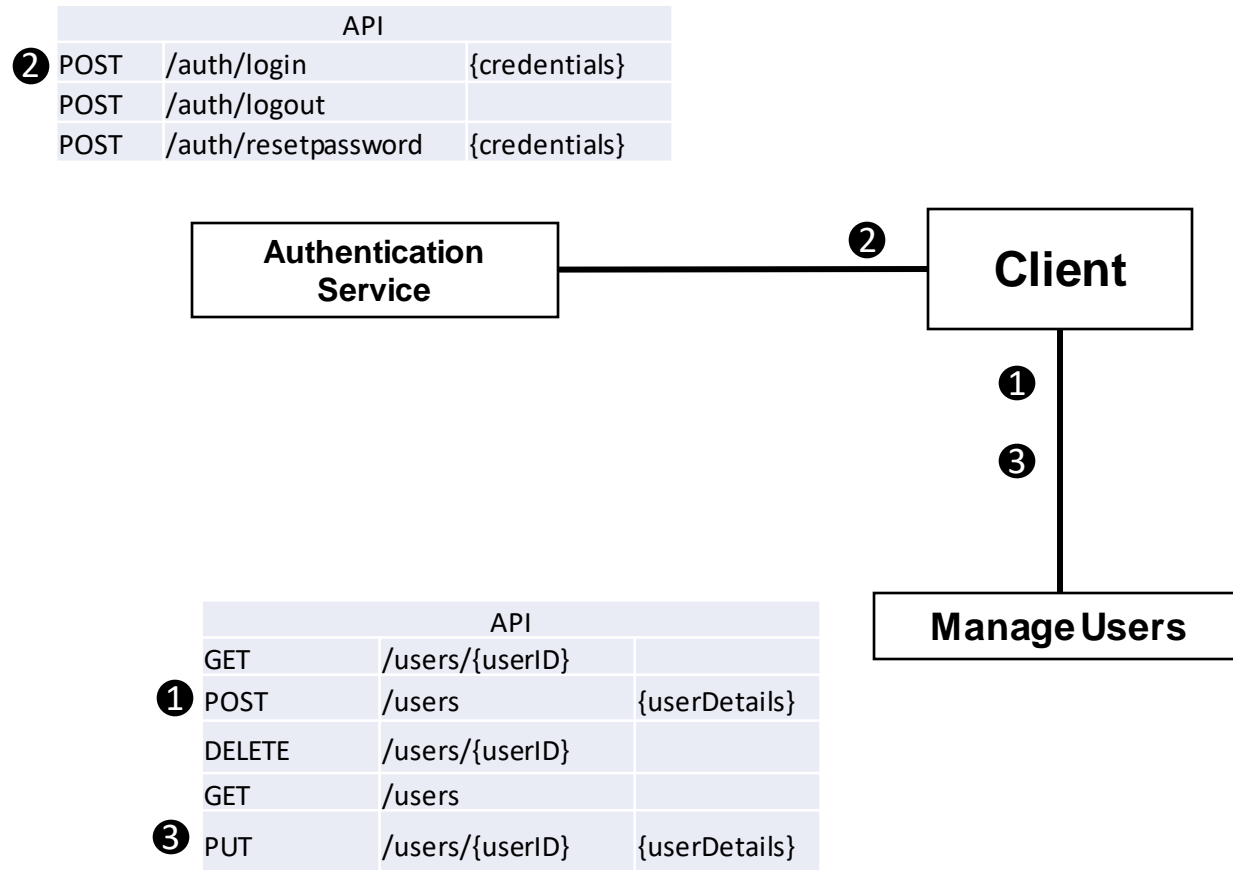 API
❷ POST /auth/login {credentials}
POST /auth/logout
POST /auth/resetpassword {credentials}
Authentication
Service
❷
Client
❶
❸
Manage Users
API
GET /users/{userID}
❶ POST /users {userDetails}
DELETE /users/{userID}
GET /users
❸ PUT /users/{userID} {userDetails}